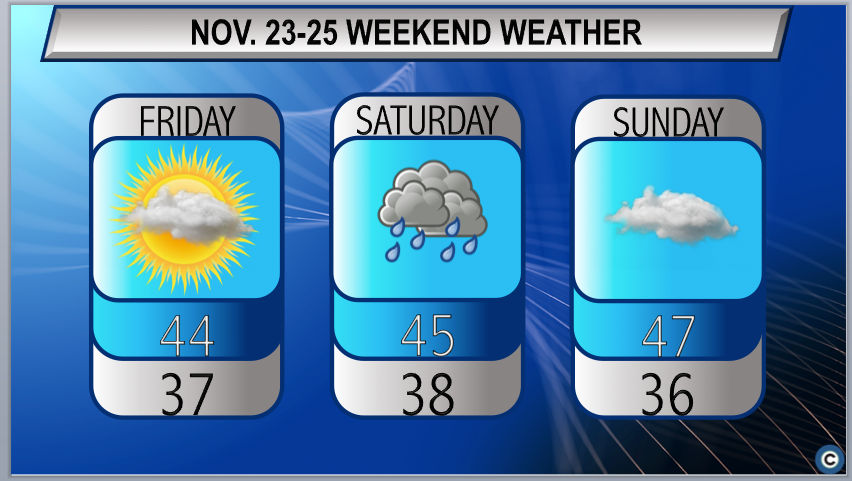 NOV. 23-25 WEEKEND WEATHER
FRIDAY
44
37
SATURDAY
45
38
SUNDAY
47
36
C